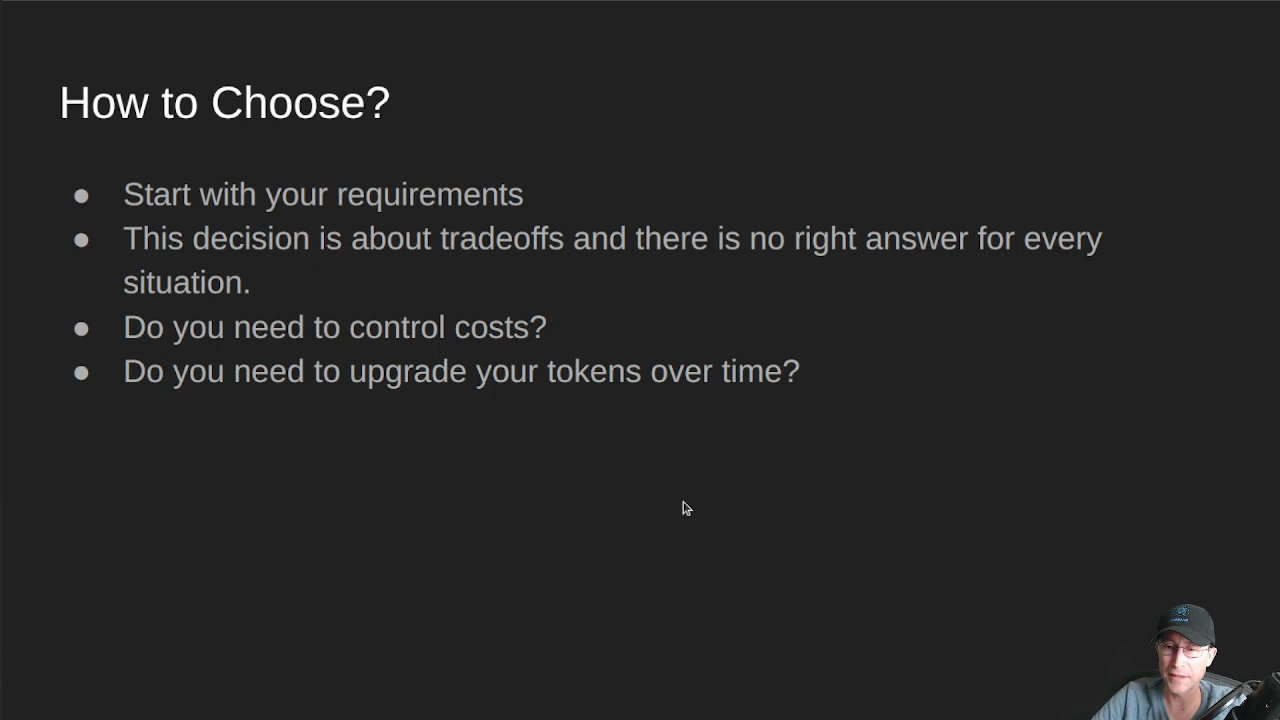 How to Choose?
● Start with your requirements
● This decision is about tradeoffs and there is no right answer for every
situation.
● Do you need to control costs?
● Do you need to upgrade your tokens over time?